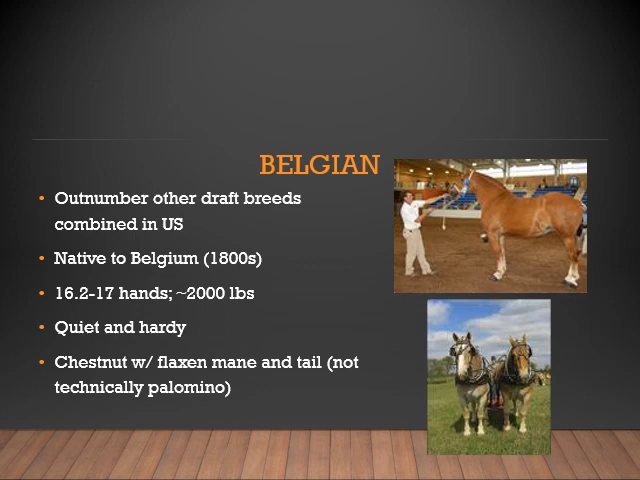 BELGIAN
• Outnumber other draft breeds
combined in US
• Native to Belgium (1800s)
• 16.2-17 hands; ~2000 lbs
• Quiet and hardy
• Chestnut w/ flaxen mane and tail (not
technically palomino)